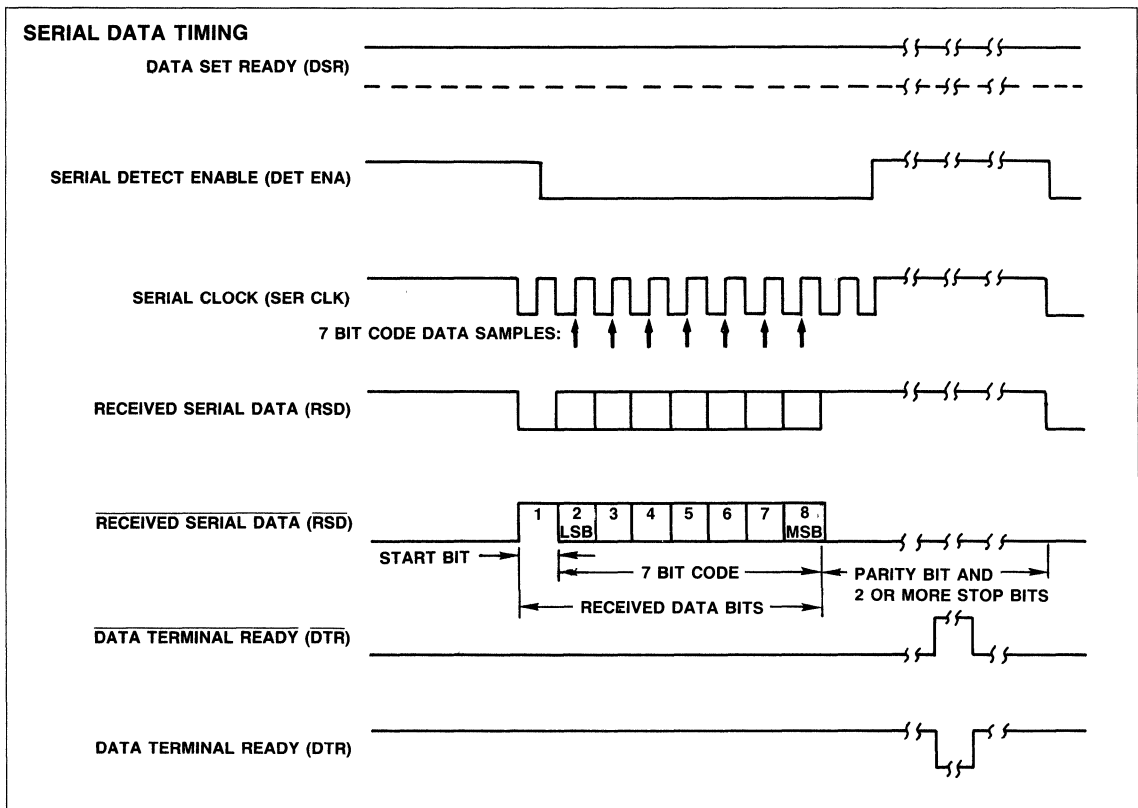 SERIAL DATA TIMING
DATA SET READY (DSR)
SERIAL DETECT ENABLE (DET ENA)
SERIAL CLOCK (SER CLK)
7 BIT CODE DATA SAMPLES:
RECEIVED SERIAL DATA (RSD)
RECEIVED SERIAL DATA (RSD)
1 2 3 4 5 6 7 8
LSB MSB
START BIT
7 BIT CODE
PARITY BIT AND
2 OR MORE STOP BITS
RECEIVED DATA BITS
DATA TERMINAL READY (DTR)
DATA TERMINAL READY (DTR)